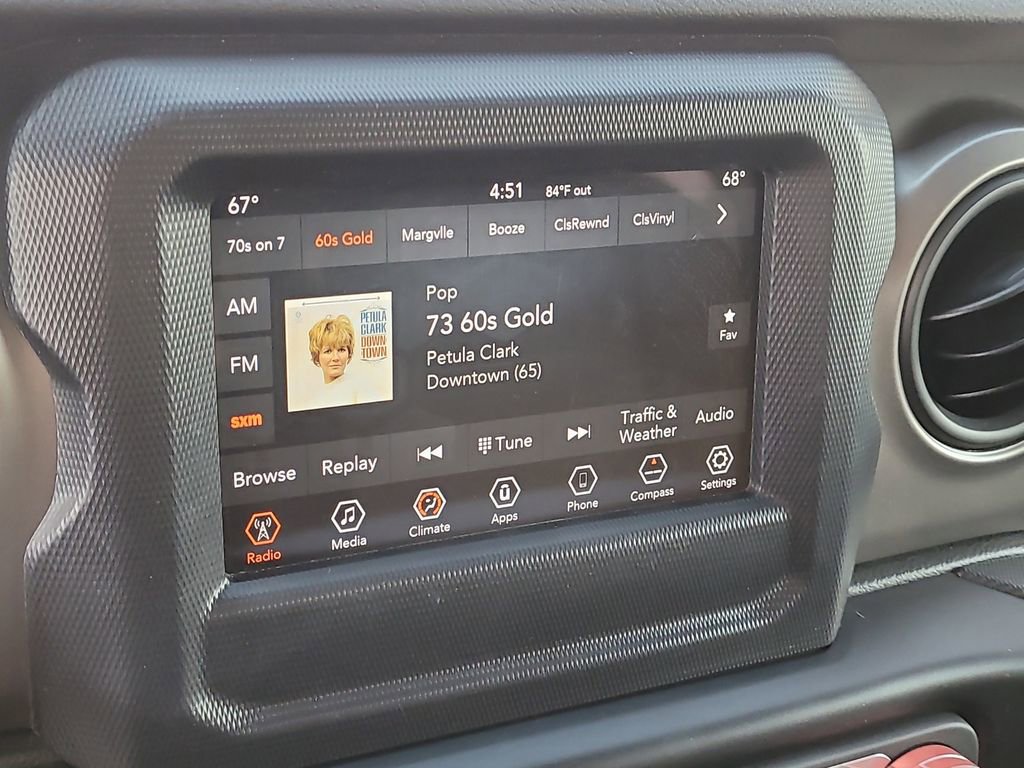 67°
4:51
84°F out
68°
70s on 7
60s Gold
Margvlle
Booze
ClsRewnd
ClsVinyl
AM
FM
sxm
PETULA
CLARK
DOWN
TOWN
Pop
73 60s Gold
Petula Clark
Downtown (65)
Fav
Browse
Replay
Tune
Traffic &
Weather
Audio
Radio
Media
Climate
Apps
Phone
Compass
Settings